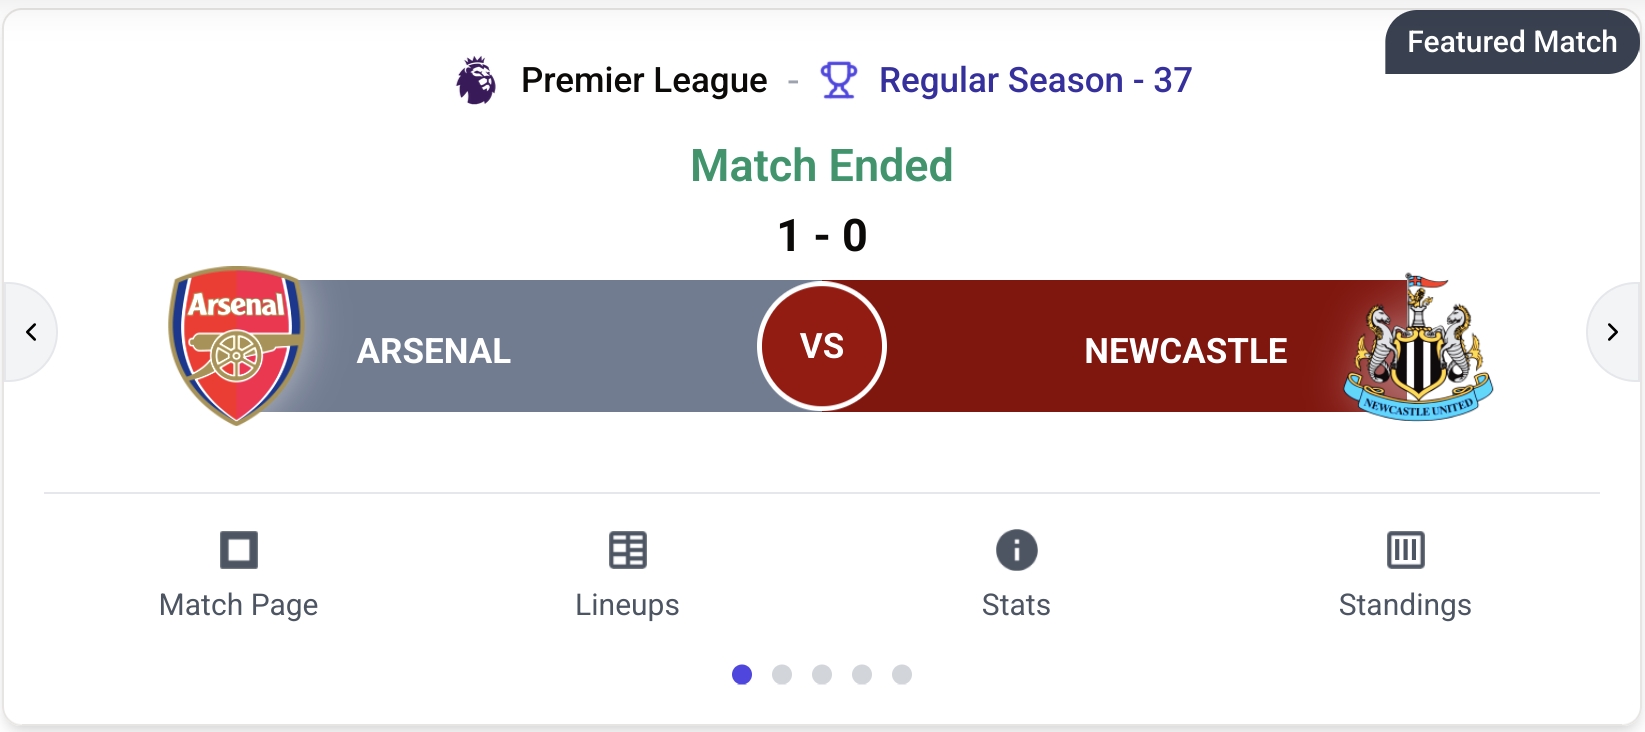 Featured Match
Premier League - Regular Season - 37
Match Ended
1 - 0
Arsenal
ARSENAL
VS
NEWCASTLE
NEWCASTLE UNITED
Match Page
Lineups
Stats
Standings